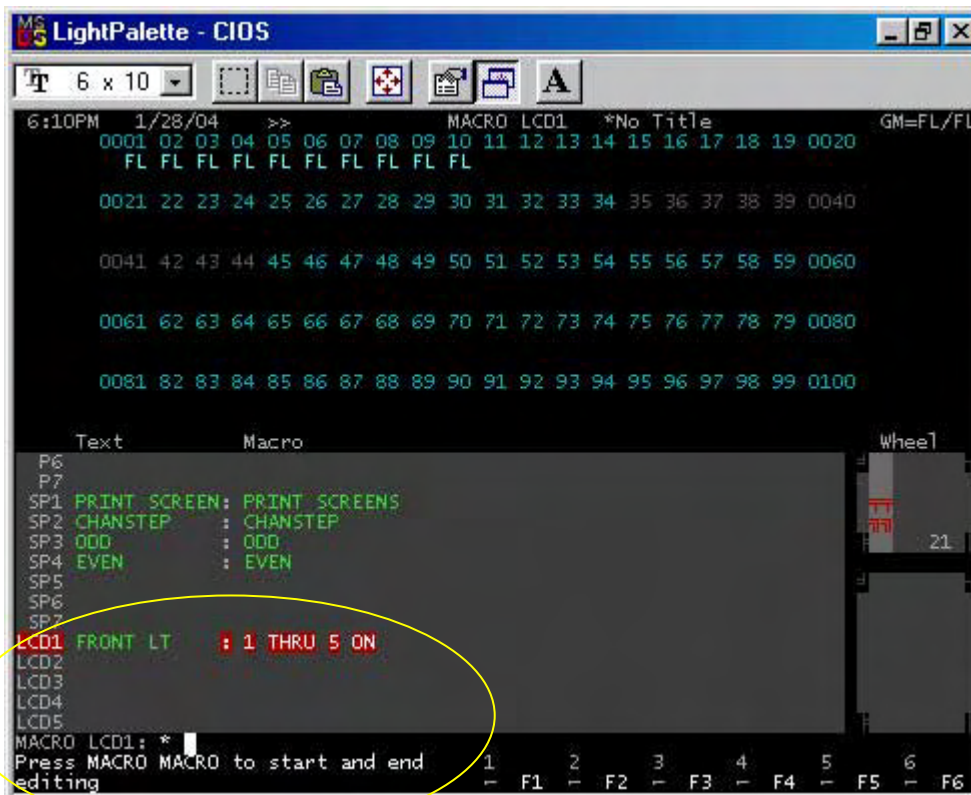 LightPalette - CIOS
6 x 10
A
6:10PM 1/28/04 >> MACRO LCD1 *No Title GM=FL/FL
0001 02 03 04 05 06 07 08 09 10 11 12 13 14 15 16 17 18 19 0020
FL FL FL FL FL FL FL FL FL FL
0021 22 23 24 25 26 27 28 29 30 31 32 33 34 35 36 37 38 39 0040
0041 42 43 44 45 46 47 48 49 50 51 52 53 54 55 56 57 58 59 0060
0061 62 63 64 65 66 67 68 69 70 71 72 73 74 75 76 77 78 79 0080
0081 82 83 84 85 86 87 88 89 90 91 92 93 94 95 96 97 98 99 0100
Text Macro Wheel
P6
P7
SP1 PRINT SCREEN: PRINT SCREENS
SP2 CHANSTEP : CHANSTEP
SP3 ODD : ODD
SP4 EVEN : EVEN
21
SP5
SP6
SP7
LCD1 FRONT LT : 1 THRU 5 ON
LCD2
LCD3
LCD4
LCD5
MACRO LCD1: *
Press MACRO MACRO to start and end 1 2 3 4 5 6
editing – F1 – F2 – F3 – F4 – F5 – F6